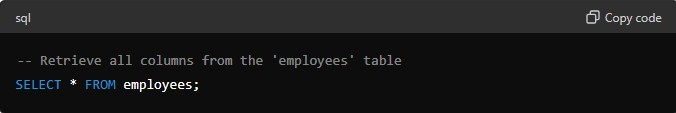 sql
Copy code
-- Retrieve all columns from the 'employees' table
SELECT * FROM employees;